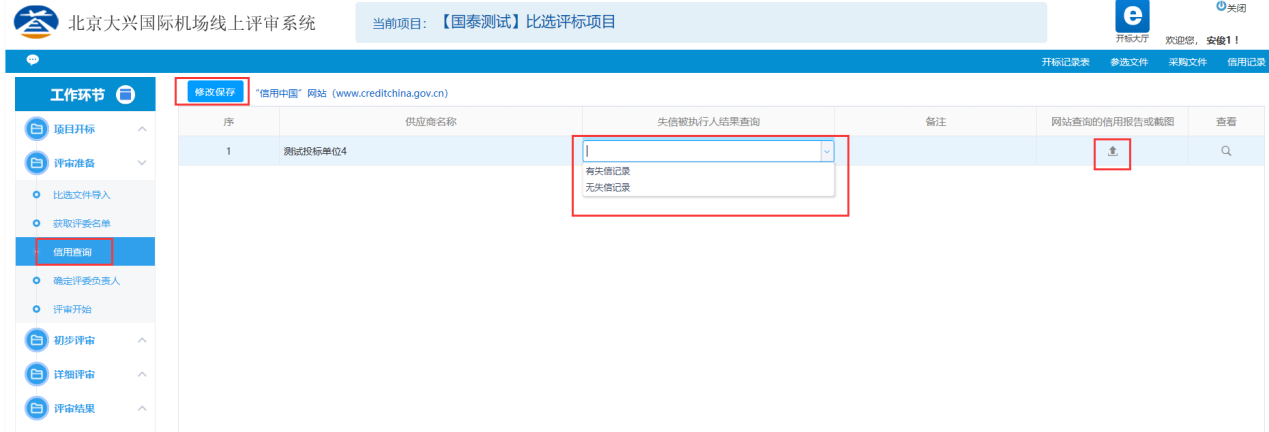 北京大兴国际机场线上评审系统
当前项目：【国泰测试】比选评标项目
e
开标大厅
关闭
欢迎您，安俊1！
开标记录表 参选文件 采购文件 信用记录
工作环节
修改保存 “信用中国”网站（www.creditchina.gov.cn）
序 供应商名称 失信被执行人结果查询 备注 网站查询的信用报告或截图 查看
1 测试投标单位4
有失信记录
无失信记录
项目开标
评审准备
比选文件导入
获取评委名单
信用查询
确定评委负责人
评审开始
初步评审
详细评审
评审结果